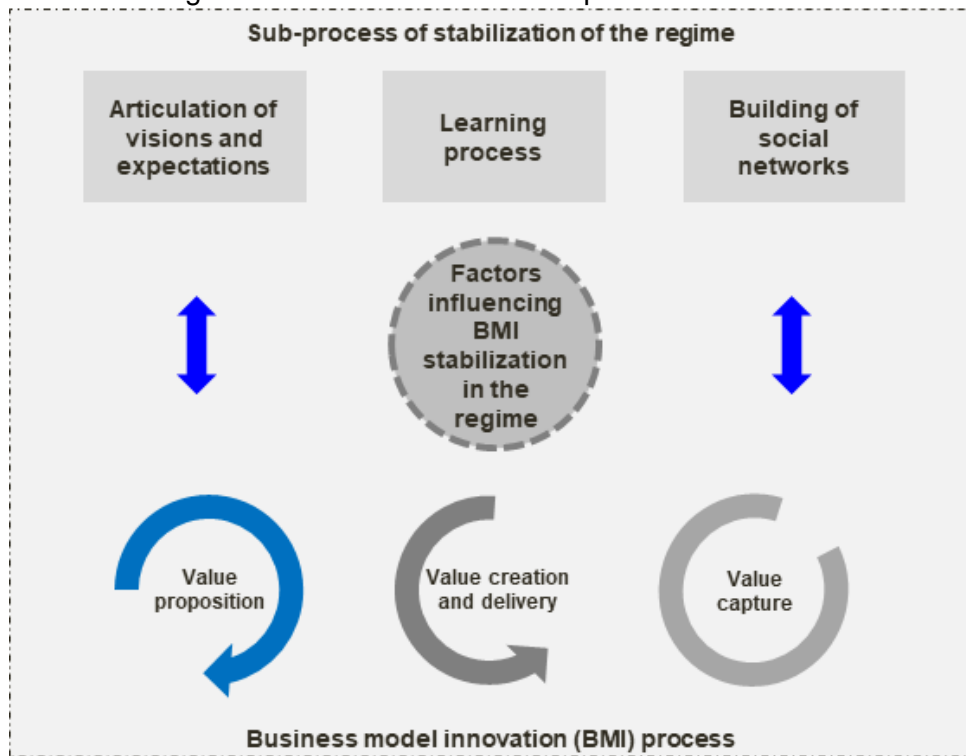 Sub-process of stabilization of the regime
Articulation of
visions and
expectations
Learning
process
Building of
social
networks
Factors
influencing
BMI
stabilization
in the
regime
Value
proposition
Value creation
and delivery
Value
capture
Business model innovation (BMI) process